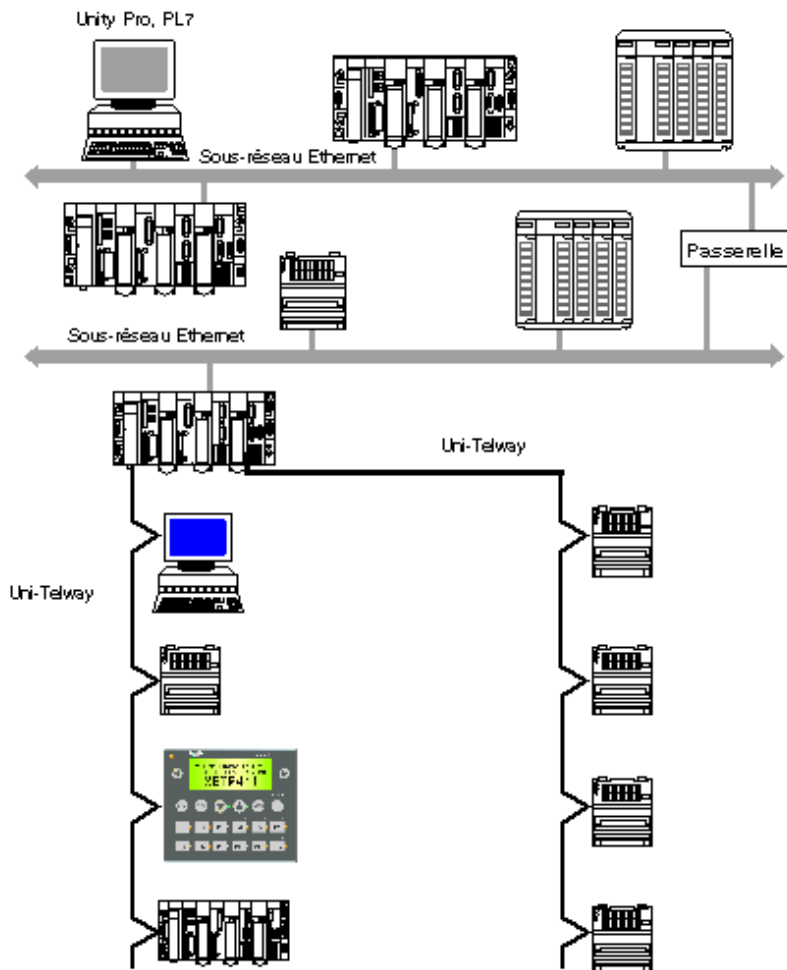 Unity Pro, PL7
Sous-réseau Ethernet
Passerelle
Sous-réseau Ethernet
Uni-Telway
Uni-Telway